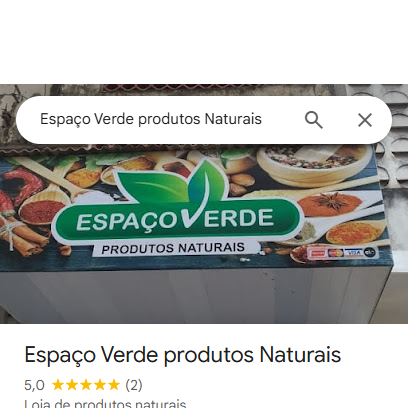 Espaço Verde produtos Naturais
ESPAÇO VERDE
PRODUTOS NATURAIS
VISA
Espaço Verde produtos Naturais
5,0 (2)
Loja de produtos naturais